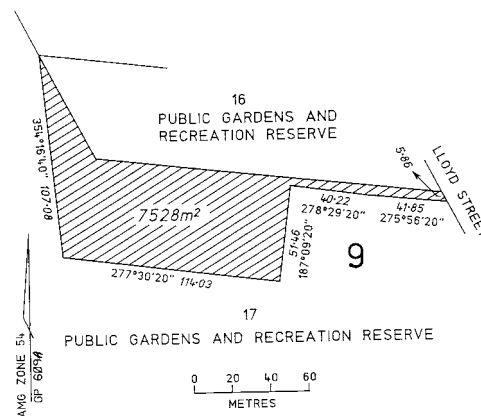 16
PUBLIC GARDENS AND
RECREATION RESERVE
LLOYD STREET
5·86
354°16'40" 107·08
7528m²
40·22
278°29'20"
41·85
275°56'20"
51·46
187°09'20"
9
277°30'20" 114·03
17
PUBLIC GARDENS AND RECREATION RESERVE
AMG ZONE 54
GP 609A
0 20 40 60
METRES